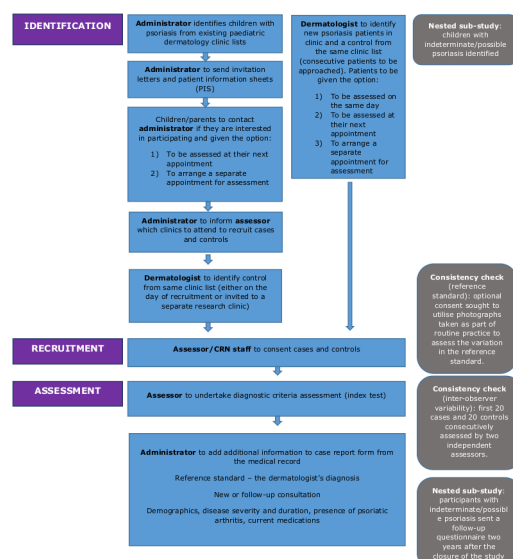 IDENTIFICATION
Administrator identifies children with
psoriasis from existing paediatric
dermatology clinic lists
Administrator to send invitation
letters and patient information sheets
(PIS)
Children/parents to contact
administrator if they are interested
in participating and given the option:
1) To be assessed at their next
appointment
2) To arrange a separate
appointment for assessment
Administrator to inform assessor
which clinics to attend to recruit cases
and controls
Dermatologist to identify control
from same clinic list (either on the
day of recruitment or invited to a
separate research clinic)
Dermatologist to identify
new psoriasis patients in
clinic and a control from
the same clinic list
(consecutive patients to be
approached). Patients to be
given the option:
1) To be assessed on
the same day
2) To be assessed at
their next
appointment
3) To arrange a
separate
appointment for
assessment
Nested sub-study:
children with
indeterminate/possible
psoriasis identified
RECRUITMENT
Assessor/CRN staff to consent cases and controls
Consistency check
(reference
standard): optional
consent sought to
utilise photographs
taken as part of
routine practice to
assess the variation
in the reference
standard.
ASSESSMENT
Assessor to undertake diagnostic criteria assessment (index test)
Consistency check
(inter-observer
variability): first 20
cases and 20 controls
consecutively
assessed by two
independent
assessors.
Administrator to add additional information to case report form from
the medical record
Reference standard – the dermatologist's diagnosis
New or follow-up consultation
Demographics, disease severity and duration, presence of psoriatic
arthritis, current medications
Nested sub-study:
participants with
indeterminate/possibl
e psoriasis sent a
follow-up
questionnaire two
years after the
closure of the study